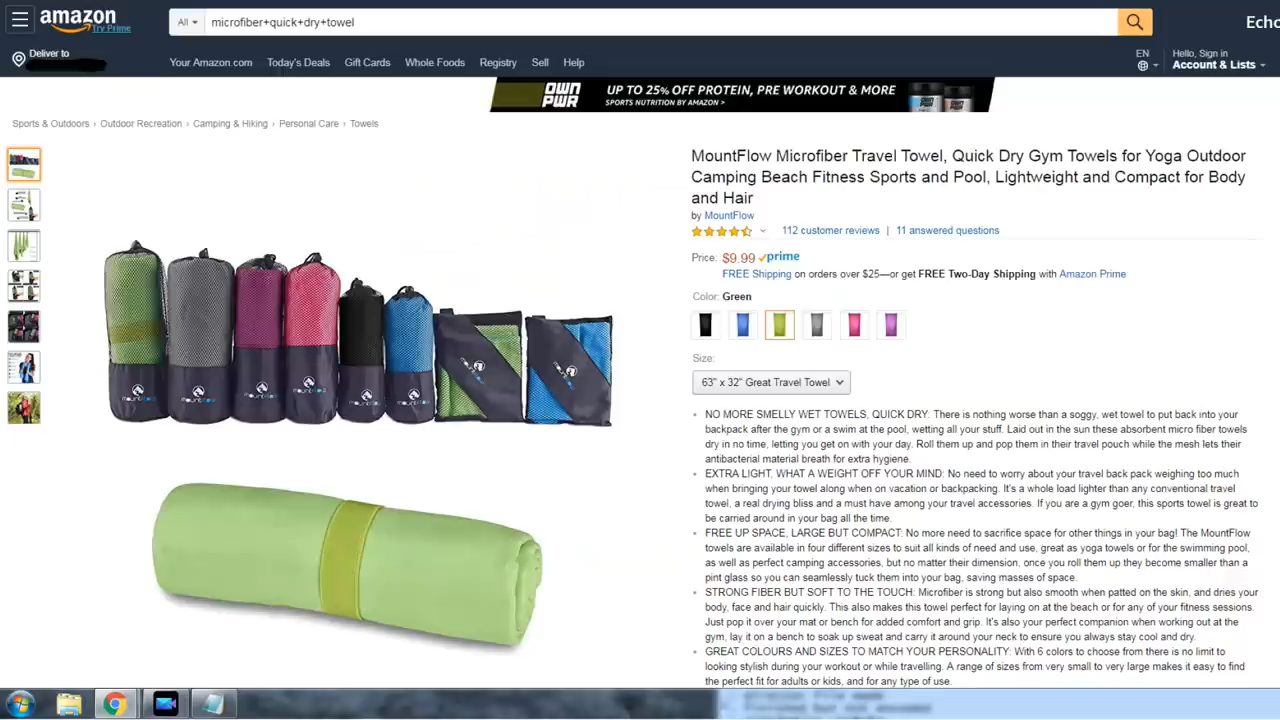 amazon
Try Prime
All
microfiber+quick+dry+towel
Echo
Deliver to
Your Amazon.com
Today's Deals
Gift Cards
Whole Foods
Registry
Sell
Help
EN
Hello, Sign in
Account & Lists
OWN PWR
UP TO 25% OFF PROTEIN, PRE WORKOUT & MORE
SPORTS NUTRITION BY AMAZON >
Sports & Outdoors › Outdoor Recreation › Camping & Hiking › Personal Care › Towels
MountFlow Microfiber Travel Towel, Quick Dry Gym Towels for Yoga Outdoor
Camping Beach Fitness Sports and Pool, Lightweight and Compact for Body
and Hair
by MountFlow
112 customer reviews | 11 answered questions
Price: $9.99 prime
FREE Shipping on orders over $25—or get FREE Two-Day Shipping with Amazon Prime
Color: Green
Size:
63” x 32” Great Travel Towel
NO MORE SMELLY WET TOWELS, QUICK DRY: There is nothing worse than a soggy, wet towel to put back into your
backpack after the gym or a swim at the pool, wetting all your stuff. Laid out in the sun these absorbent micro fiber towels
dry in no time, letting you get on with your day. Roll them up and pop them in their travel pouch while the mesh lets their
antibacterial material breath for extra hygiene.
EXTRA LIGHT, WHAT A WEIGHT OFF YOUR MIND: No need to worry about your travel back pack weighing too much
when bringing your towel along when on vacation or backpacking. It's a whole load lighter than any conventional travel
towel, a real drying bliss and a must have among your travel accessories. If you are a gym goer, this sports towel is great to
be carried around in your bag all the time.
FREE UP SPACE, LARGE BUT COMPACT: No more need to sacrifice space for other things in your bag! The MountFlow
towels are available in four different sizes to suit all kinds of need and use, great as yoga towels or for the swimming pool,
as well as perfect camping accessories, but no matter their dimension, once you roll them up they become smaller than a
pint glass so you can seamlessly tuck them into your bag, saving masses of space.
STRONG FIBER BUT SOFT TO THE TOUCH: Microfiber is strong but also smooth when patted on the skin, and dries your
body, face and hair quickly. This also makes this towel perfect for laying on at the beach or for any of your fitness sessions.
Just pop it over your mat or bench for added comfort and grip. It's also your perfect companion when working out at the
gym, lay it on a bench to soak up sweat and carry it around your neck to ensure you always stay cool and dry.
GREAT COLOURS AND SIZES TO MATCH YOUR PERSONALITY: With 6 colors to choose from there is no limit to
looking stylish during your workout or while travelling. A range of sizes from very small to very large makes it easy to find
the perfect fit for adults or kids, and for any type of use.